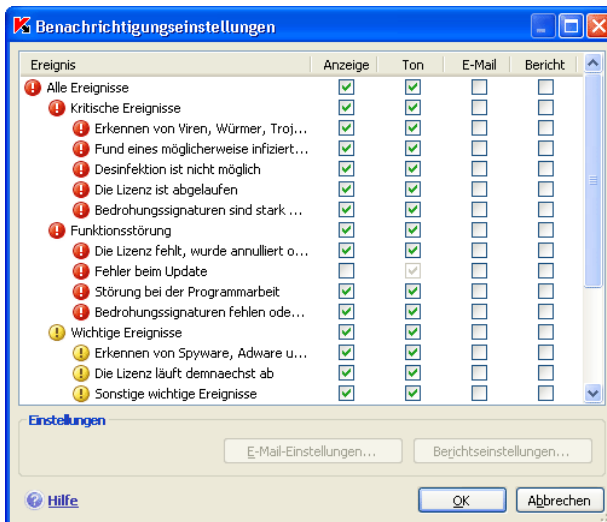 Benachrichtigungseinstellungen
Ereignis Anzeige Ton E-Mail Bericht
Alle Ereignisse
Kritische Ereignisse
Erkennen von Viren, Würmer, Troj...
Fund eines möglicherweise infiziert...
Desinfektion ist nicht möglich
Die Lizenz ist abgelaufen
Bedrohungssignaturen sind stark ...
Funktionsstörung
Die Lizenz fehlt, wurde annulliert o...
Fehler beim Update
Störung bei der Programmarbeit
Bedrohungssignaturen fehlen ode...
Wichtige Ereignisse
Erkennen von Spyware, Adware u...
Die Lizenz läuft demnaechst ab
Sonstige wichtige Ereignisse
Einstellungen
E-Mail-Einstellungen... Berichtseinstellungen...
Hilfe OK Abbrechen